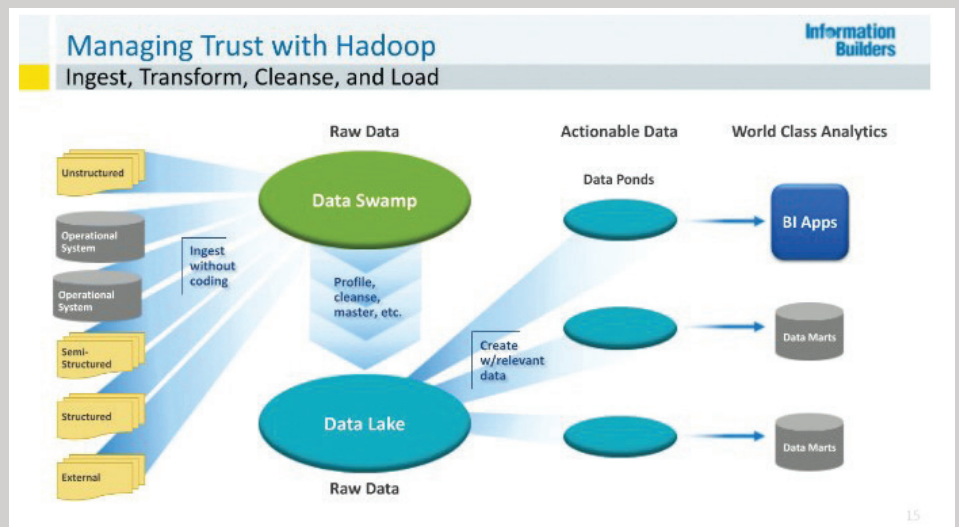 Managing Trust with Hadoop
Ingest, Transform, Cleanse, and Load
Information
Builders
Raw Data
Actionable Data
World Class Analytics
Unstructured
Operational
System
Operational
System
Semi-
Structured
Structured
External
Ingest
without
coding
Data Swamp
Profile,
cleanse,
master, etc.
Data Lake
Raw Data
Create
w/relevant
data
Data Ponds
BI Apps
Data Marts
Data Marts
15